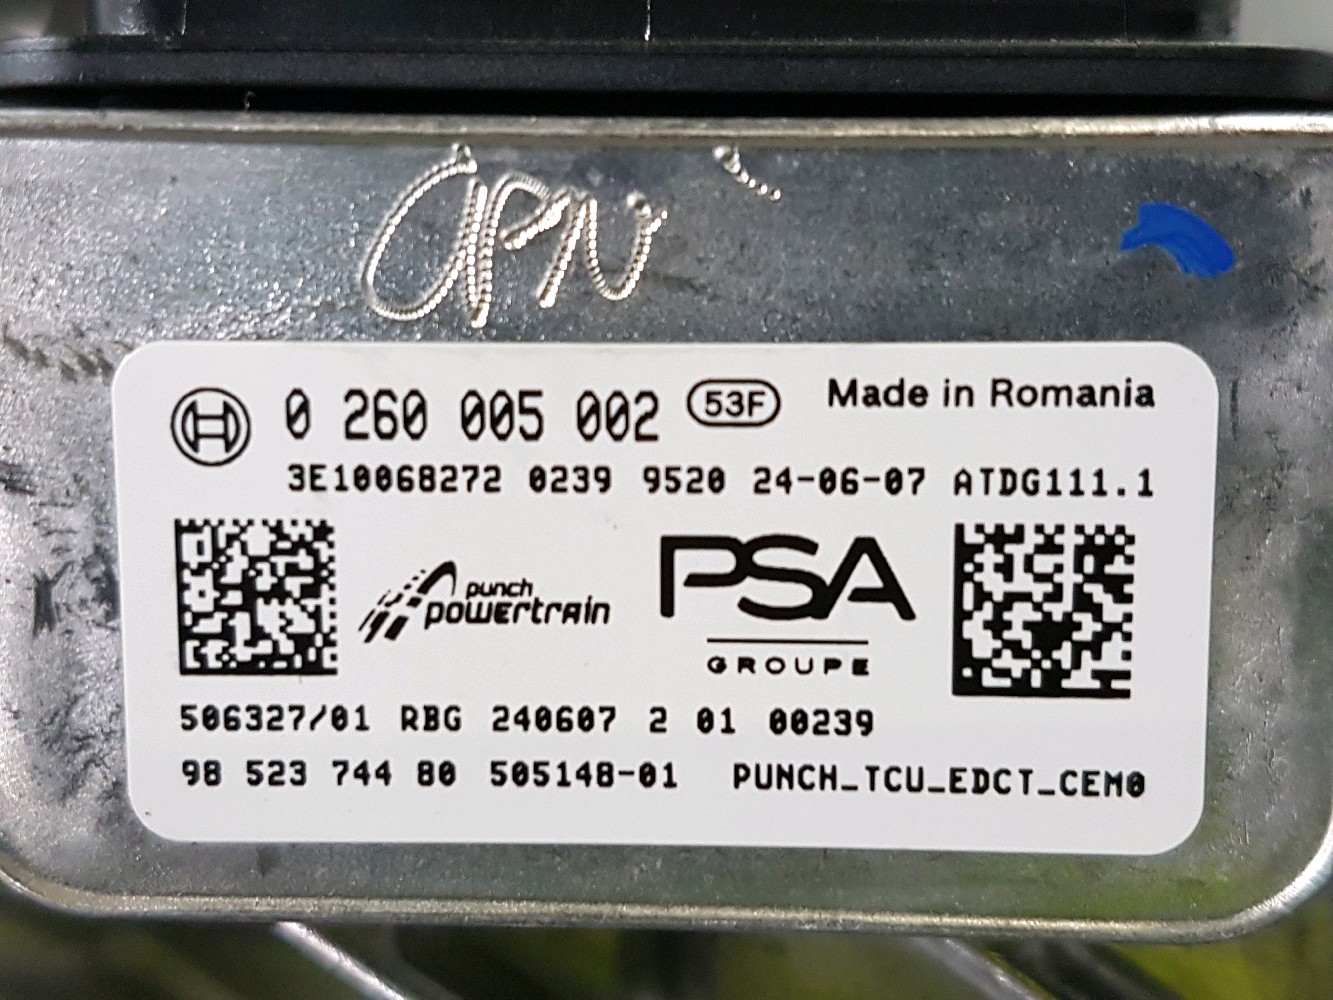 0 260 005 002 53F Made in Romania
3E10068272 0239 9520 24-06-07 ATDG111.1
punch
powertrain
PSA
GROUPE
506327/01 RBG 240607 2 01 00239
98 523 744 80 505148-01 PUNCH_TCU_EDCT_CEM0